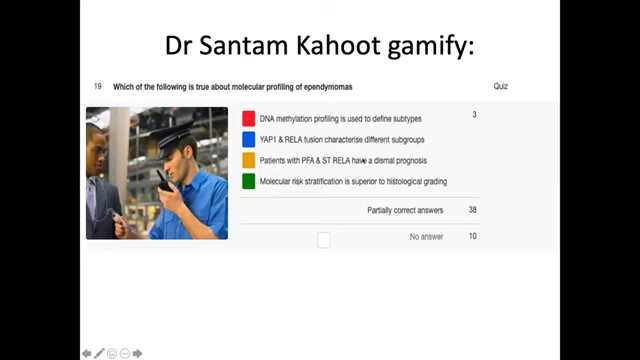 Dr Santam Kahoot gamify:
19 Which of the following is true about molecular profiling of ependymomas Quiz
DNA methylation profiling is used to define subtypes 3
YAP1 & RELA fusion characterise different subgroups
Patients with PFA & ST RELA have a dismal prognosis
Molecular risk stratification is superior to histological grading
Partially correct answers 38
No answer 10